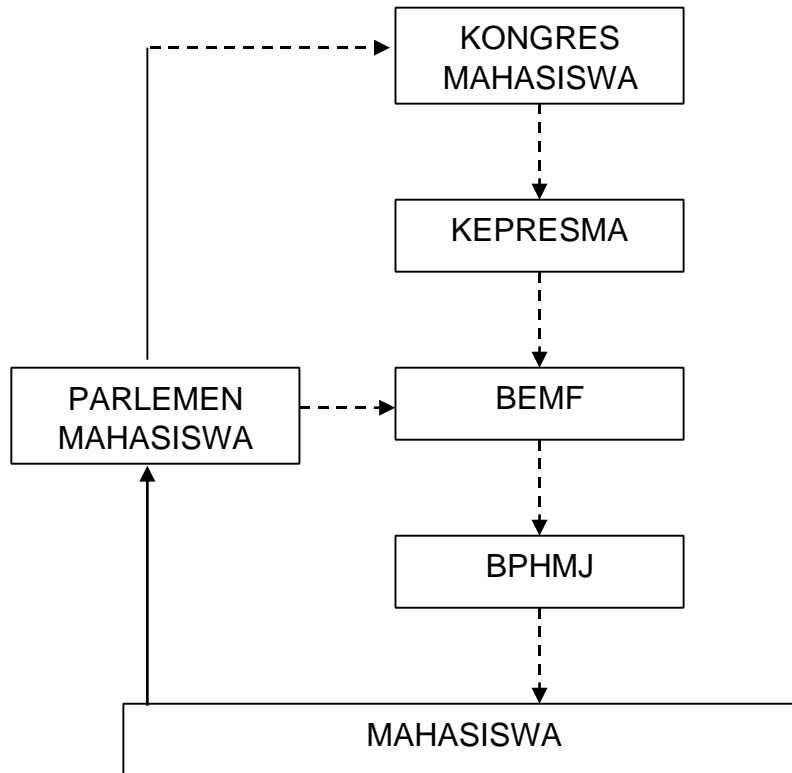 KONGRES
MAHASISWA
KEPRESMA
PARLEMEN
MAHASISWA
BEMF
BPHMJ
MAHASISWA